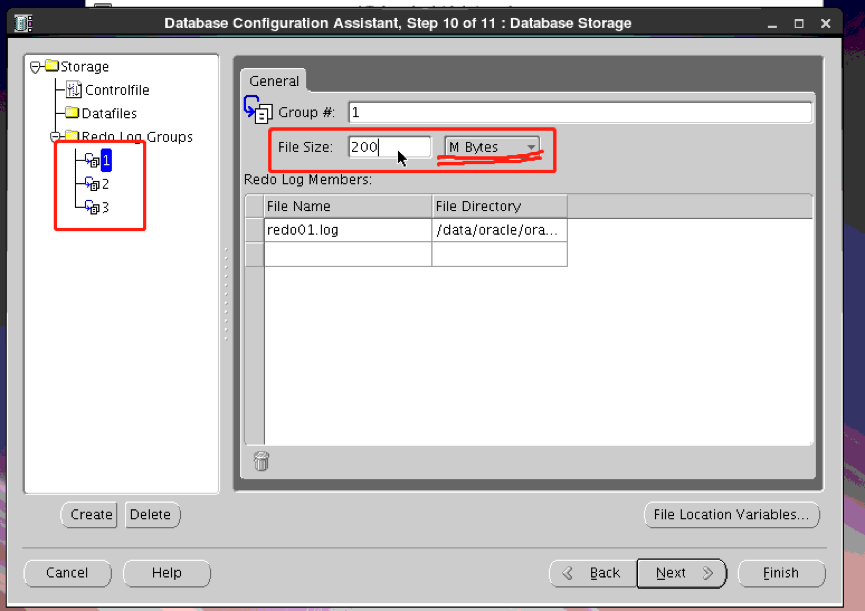 Database Configuration Assistant, Step 10 of 11 : Database Storage
Storage
Controlfile
Datafiles
Redo Log Groups
1
2
3
General
Group #: 1
File Size: 200 M Bytes
Redo Log Members:
File Name File Directory
redo01.log /data/oracle/ora...
Create Delete
File Location Variables...
Cancel Help Back Next Finish